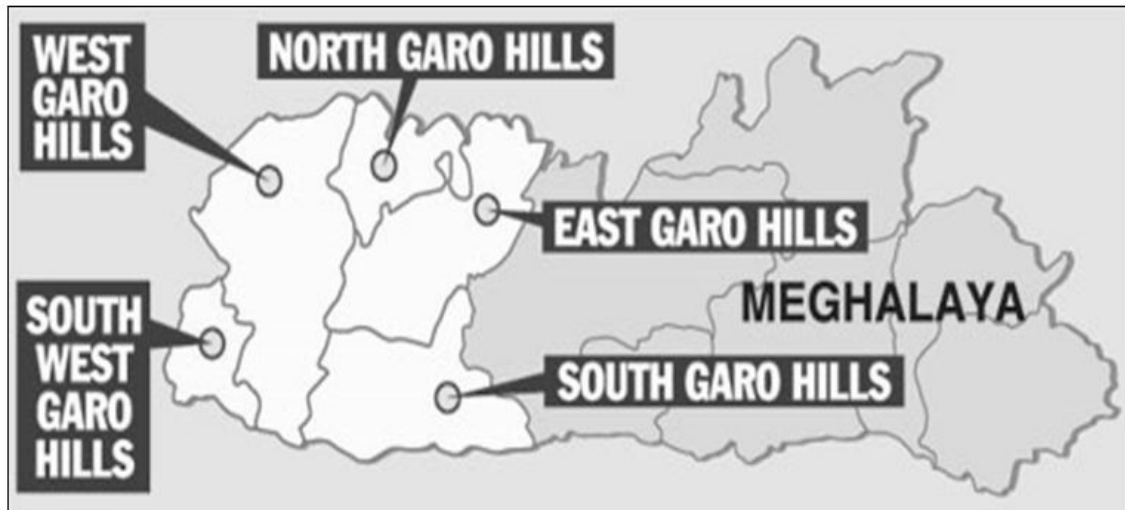 WEST
GARO
HILLS
NORTH GARO HILLS
EAST GARO HILLS
MEGHALAYA
SOUTH
WEST
GARO
HILLS
SOUTH GARO HILLS